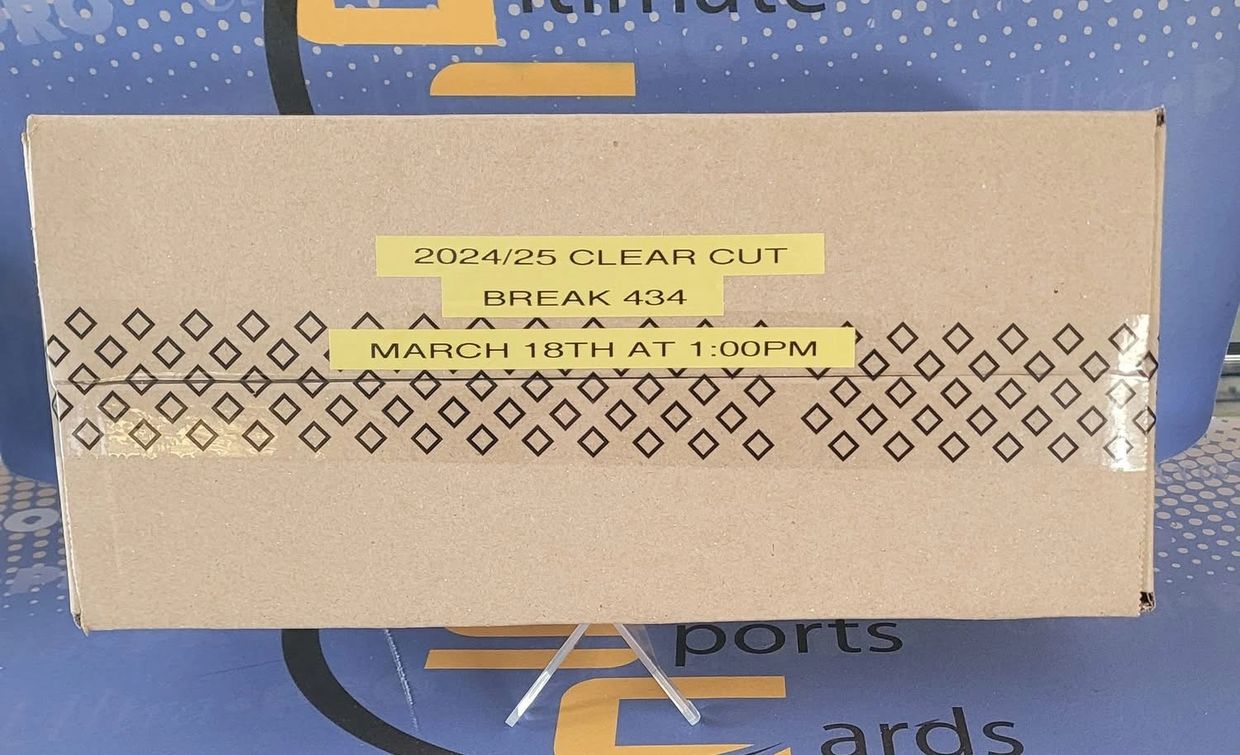 ltimate
2024/25 CLEAR CUT
BREAK 434
MARCH 18TH AT 1:00PM
ports
ards